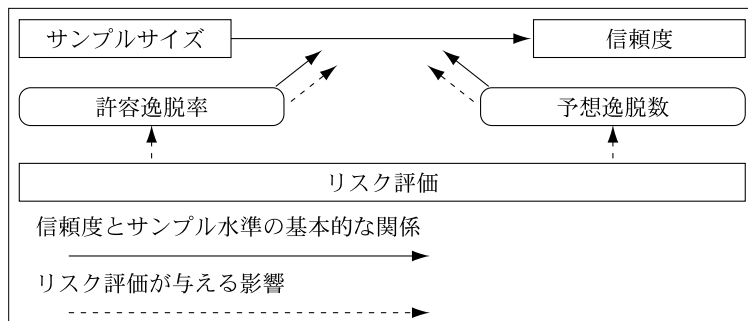 サンプルサイズ
信頼度
許容逸脱率
予想逸脱数
リスク評価
信頼度とサンプル水準の基本的な関係
リスク評価が与える影響